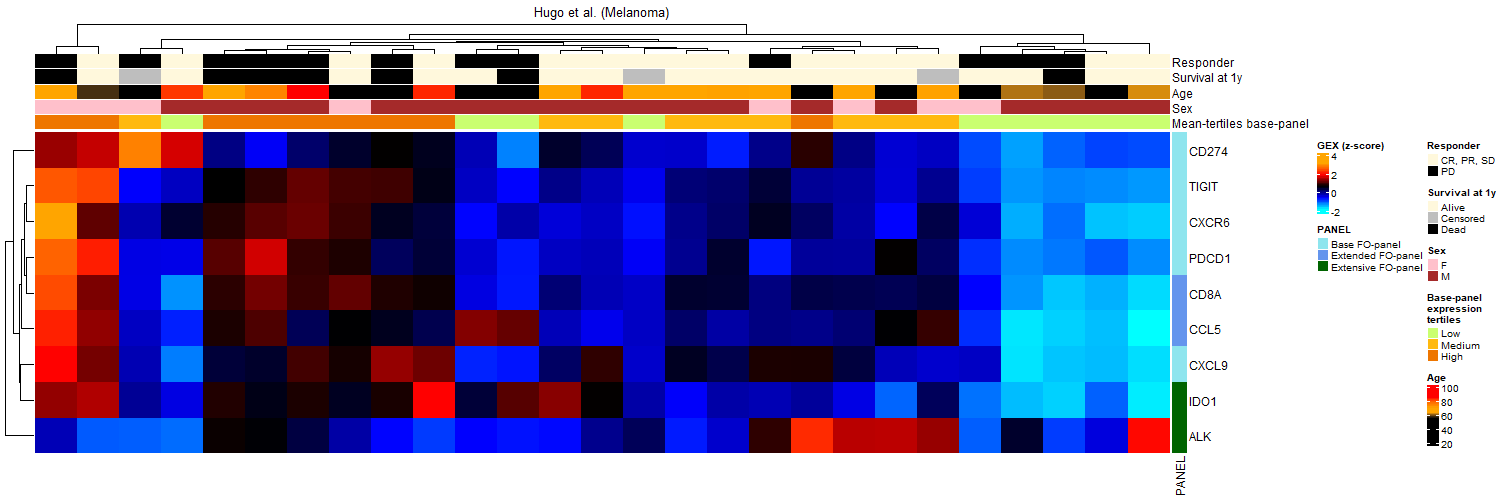 Hugo et al. (Melanoma)
Responder
Survival at 1y
Age
Sex
Mean-tertiles base-panel
CD274
TIGIT
CXCR6
PDCD1
CD8A
CCL5
CXCL9
IDO1
ALK
PANEL
GEX (z-score)
4
2
0
-2
PANEL
Base FO-panel
Extended FO-panel
Extensive FO-panel
Responder
CR, PR, SD
PD
Survival at 1y
Alive
Censored
Dead
Sex
F
M
Base-panel
expression
tertiles
Low
Medium
High
Age
100
80
60
40
20